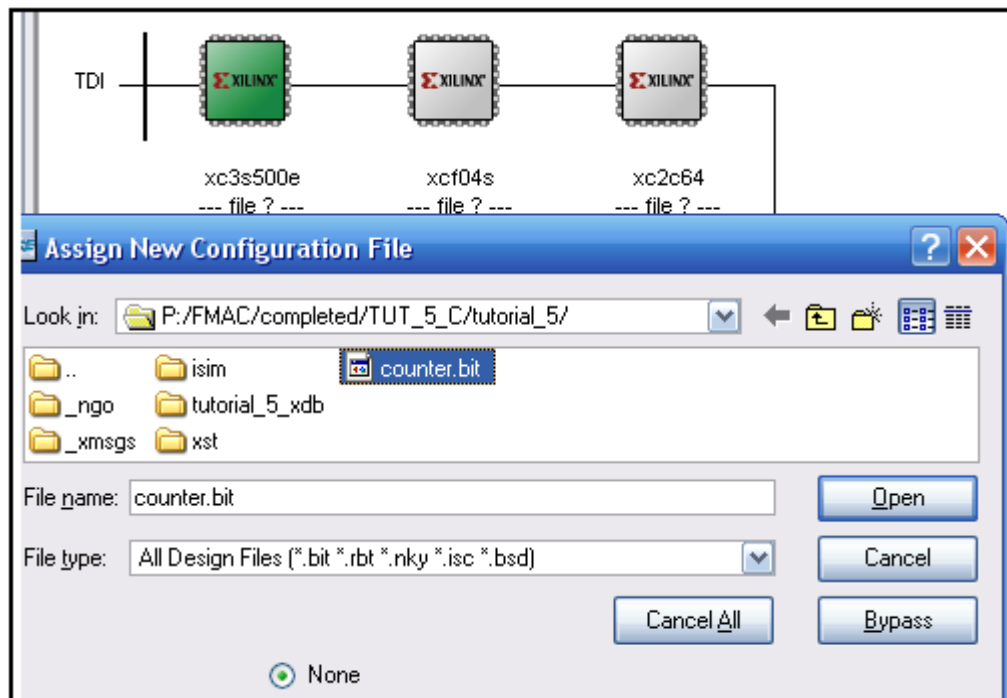 TDI
XILINX XILINX XILINX
xc3s500e xcf04s xc2c64
--- file ? --- --- file ? --- --- file ? ---
Assign New Configuration File
Look in: P:/FMAC/completed/TUT_5_C/tutorial_5/
.. isim counter.bit
_ngo tutorial_5_xdb
_xmsgs xst
File name: counter.bit Open
File type: All Design Files (*.bit *.rbt *.nky *.isc *.bsd) Cancel
Cancel All Bypass
None